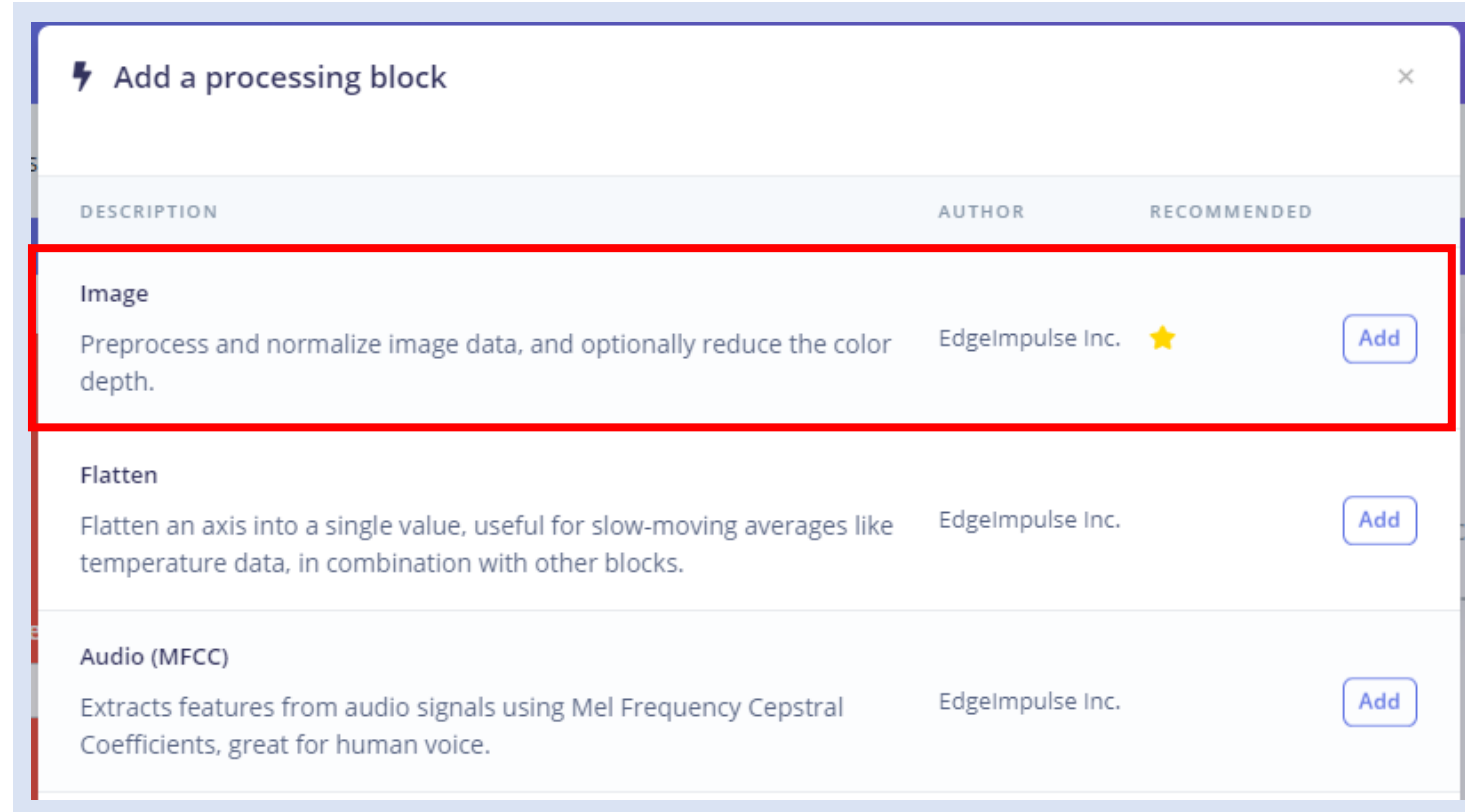 Add a processing block
×
DESCRIPTION AUTHOR RECOMMENDED
Image
Preprocess and normalize image data, and optionally reduce the color
depth.
EdgeImpulse Inc.
Add
Flatten
Flatten an axis into a single value, useful for slow-moving averages like
temperature data, in combination with other blocks.
EdgeImpulse Inc.
Add
Audio (MFCC)
Extracts features from audio signals using Mel Frequency Cepstral
Coefficients, great for human voice.
EdgeImpulse Inc.
Add